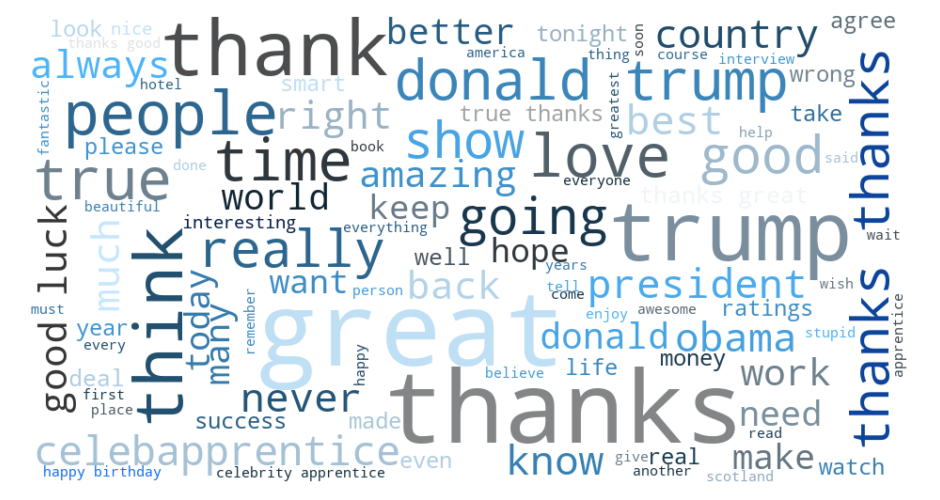 look nice
thanks good
always
thank
better
tonight
country
agree
america
thing
soon
course
interview
hotel
smart
donald
trump
wrong
fantastic
people
right
true thanks
greatest
best
take
thanks
please
show
help
time
book
love
good
said
true
done
amazing
everyone
thanks great
beautiful
world
keep
going
trump
interesting
everything
wait
good luck
much
think
really
well
hope
years
today
many
want
person
back
tell
come
president
wish
must
year
every
remember
great
enjoy
awesome
ratings
donald
obama
stupid
thanks
apprentice
deal
first
place
happy
believe
life
money
work
never
thanks
success
made
need
read
celebapprentice
even
know
give
real
another
make
watch
happy birthday
celebrity apprentice
scotland